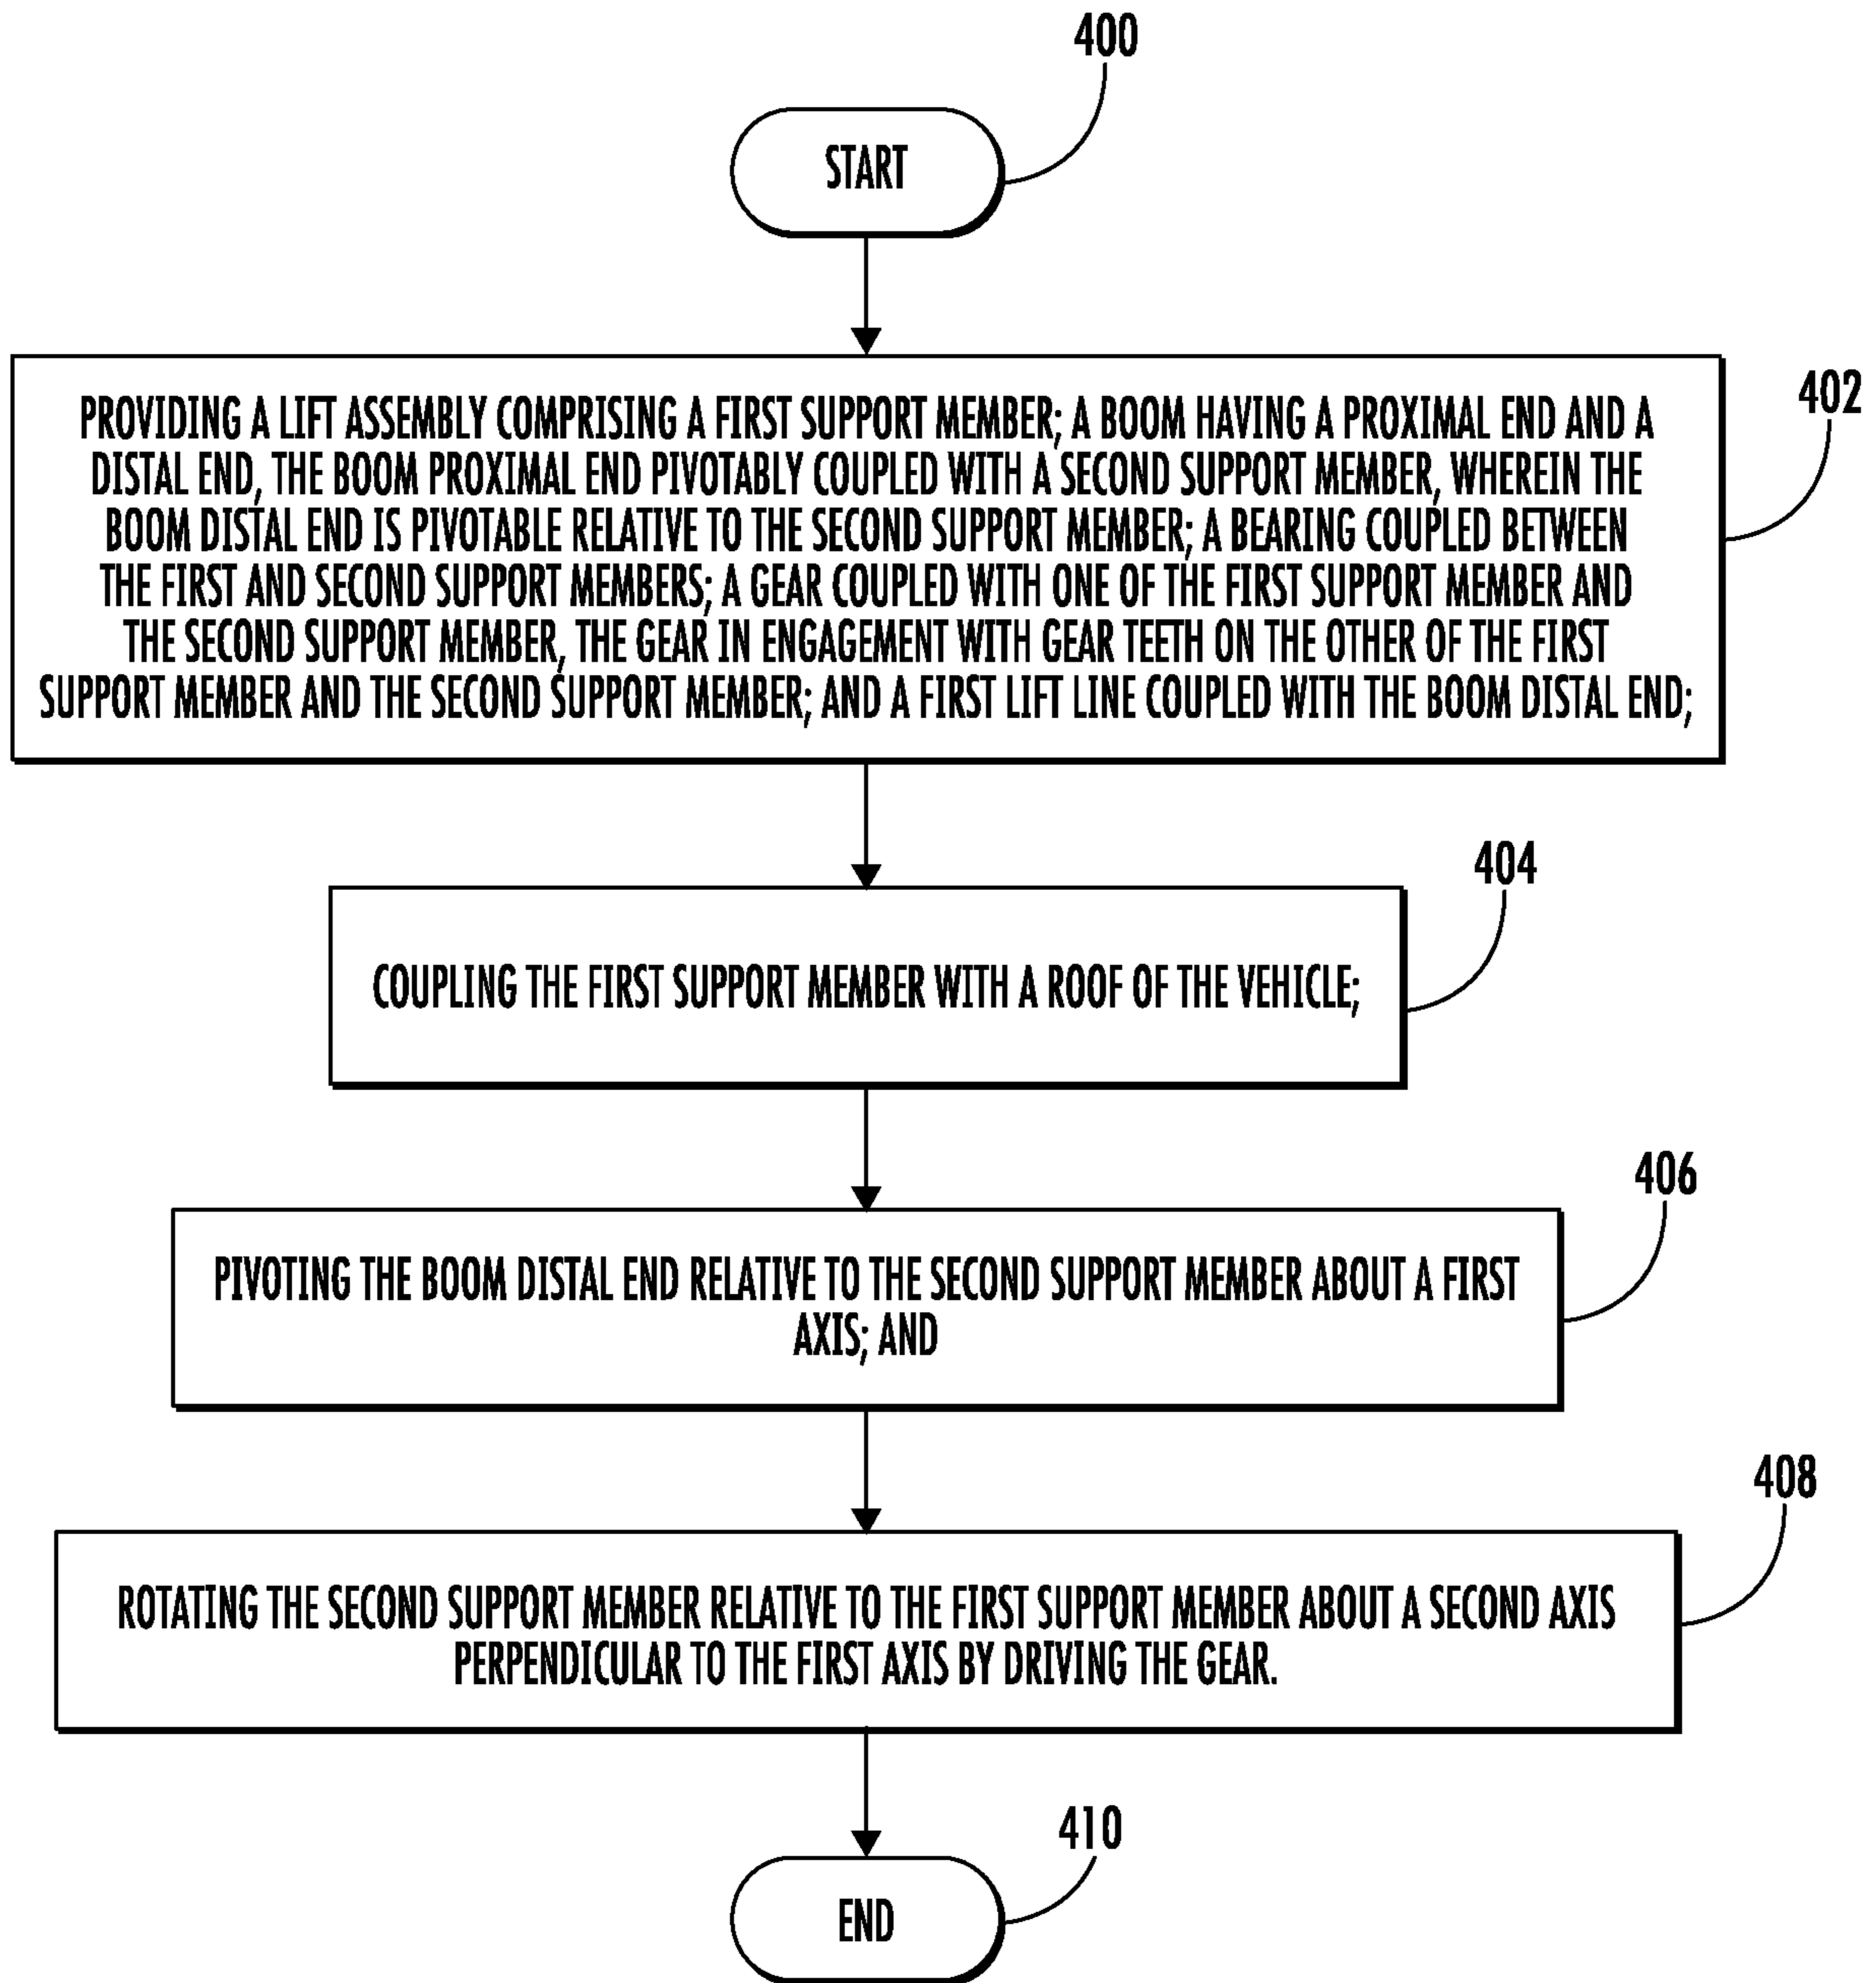 400
START
402
PROVIDING A LIFT ASSEMBLY COMPRISING A FIRST SUPPORT MEMBER; A BOOM HAVING A PROXIMAL END AND A
DISTAL END, THE BOOM PROXIMAL END PIVOTABLY COUPLED WITH A SECOND SUPPORT MEMBER, WHEREIN THE
BOOM DISTAL END IS PIVOTABLE RELATIVE TO THE SECOND SUPPORT MEMBER; A BEARING COUPLED BETWEEN
THE FIRST AND SECOND SUPPORT MEMBERS; A GEAR COUPLED WITH ONE OF THE FIRST SUPPORT MEMBER AND
THE SECOND SUPPORT MEMBER, THE GEAR IN ENGAGEMENT WITH GEAR TEETH ON THE OTHER OF THE FIRST
SUPPORT MEMBER AND THE SECOND SUPPORT MEMBER; AND A FIRST LIFT LINE COUPLED WITH THE BOOM DISTAL END;
404
COUPLING THE FIRST SUPPORT MEMBER WITH A ROOF OF THE VEHICLE;
406
PIVOTING THE BOOM DISTAL END RELATIVE TO THE SECOND SUPPORT MEMBER ABOUT A FIRST
AXIS; AND
408
ROTATING THE SECOND SUPPORT MEMBER RELATIVE TO THE FIRST SUPPORT MEMBER ABOUT A SECOND AXIS
PERPENDICULAR TO THE FIRST AXIS BY DRIVING THE GEAR.
410
END